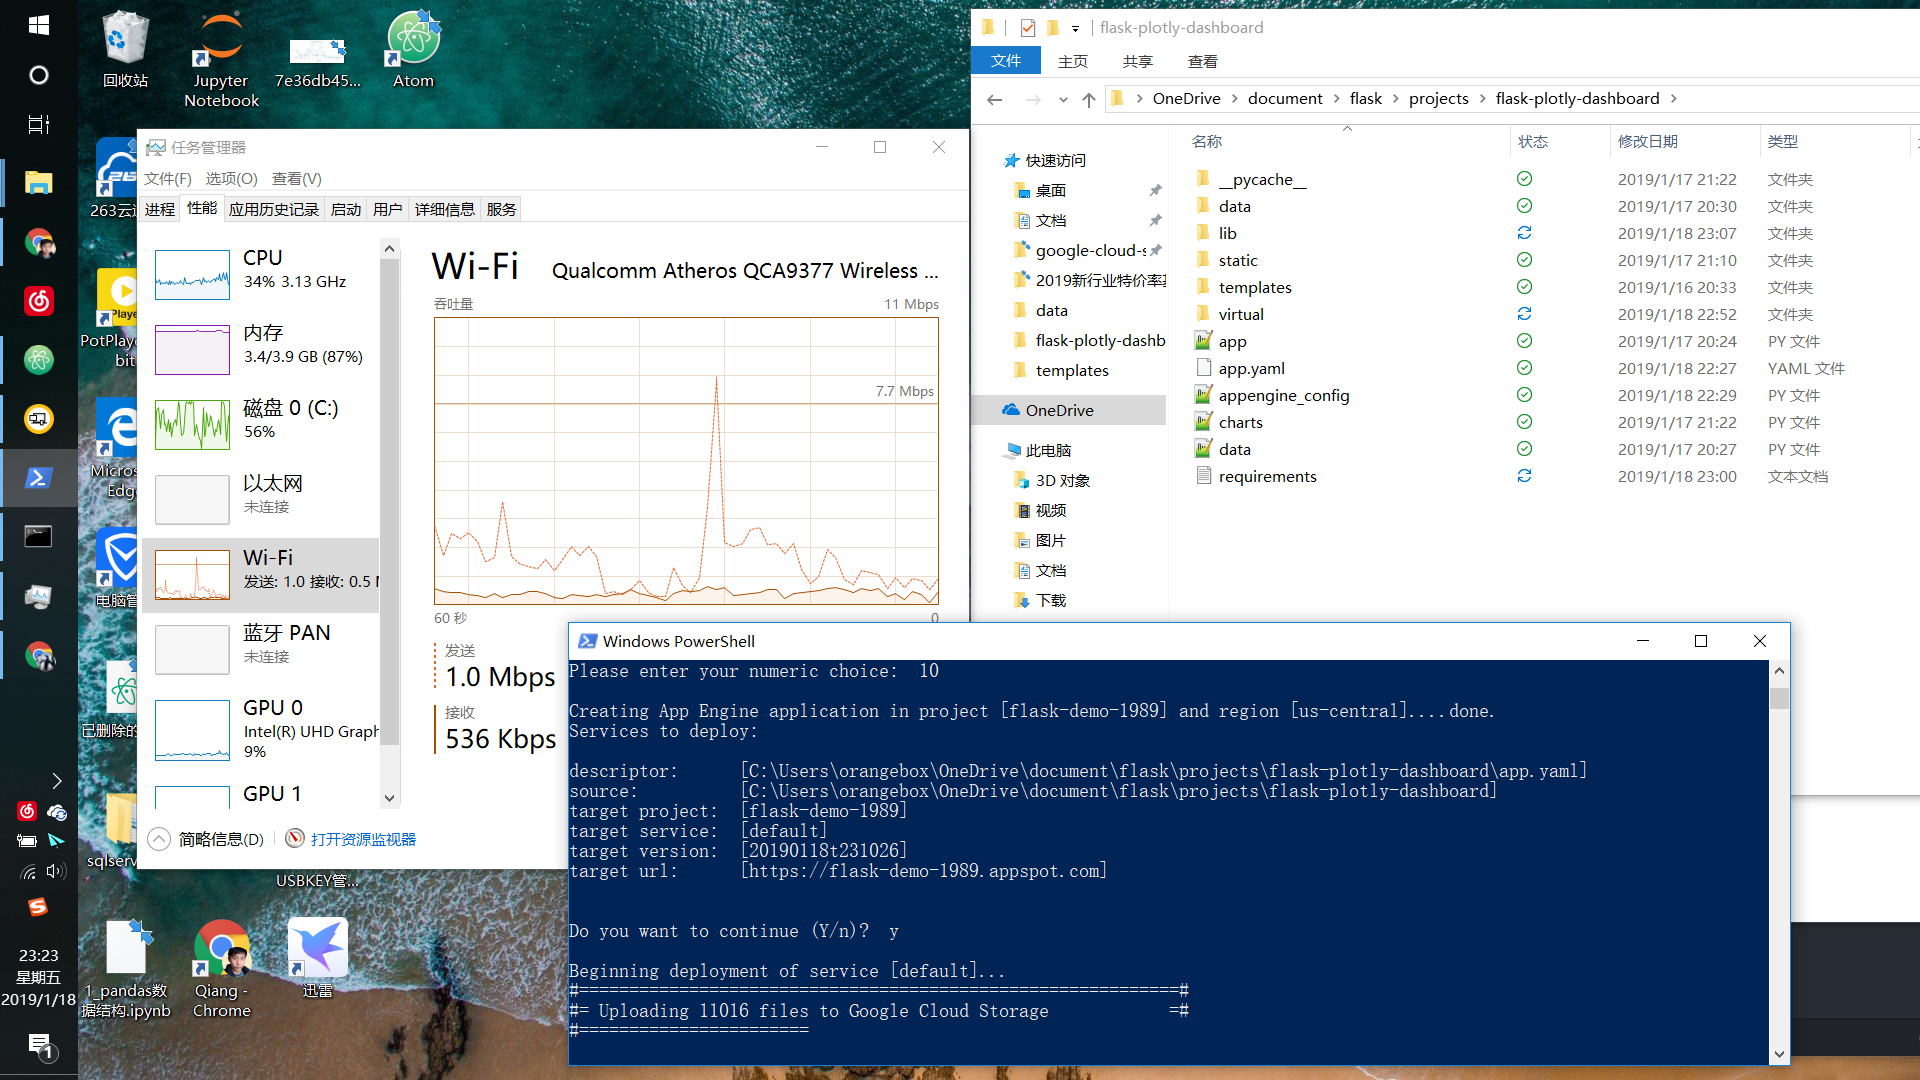 回收站
Jupyter
Notebook
7e36db45...
Atom
PotPlaye
bit
Micros
Edg
电脑管
已删除的
sqlserv
USBKEY管...
1_pandas数
据结构.ipynb
Qiang -
Chrome
迅雷
23:23
星期五
2019/1/18
1
任务管理器
文件(F) 选项(O) 查看(V)
进程 性能 应用历史记录 启动 用户 详细信息 服务
CPU
34% 3.13 GHz
内存
3.4/3.9 GB (87%)
磁盘 0 (C:)
56%
以太网
未连接
Wi-Fi
发送: 1.0 接收: 0.5 M
蓝牙 PAN
未连接
GPU 0
Intel(R) UHD Graph
9%
GPU 1
Wi-Fi Qualcomm Atheros QCA9377 Wireless ...
吞吐量 11 Mbps
7.7 Mbps
60 秒 0
发送
1.0 Mbps
接收
536 Kbps
简略信息(D) 打开资源监视器
flask-plotly-dashboard
文件 主页 共享 查看
OneDrive > document > flask > projects > flask-plotly-dashboard >
快速访问
桌面
文档
google-cloud-s
2019新行业特价率
data
flask-plotly-dashb
templates
OneDrive
此电脑
3D 对象
视频
图片
文档
下载
名称 状态 修改日期 类型
__pycache__ 2019/1/17 21:22 文件夹
data 2019/1/17 20:30 文件夹
lib 2019/1/18 23:07 文件夹
static 2019/1/17 21:10 文件夹
templates 2019/1/16 20:33 文件夹
virtual 2019/1/18 22:52 文件夹
app 2019/1/17 20:24 PY 文件
app.yaml 2019/1/18 22:27 YAML 文件
appengine_config 2019/1/18 22:29 PY 文件
charts 2019/1/17 21:22 PY 文件
data 2019/1/17 20:27 PY 文件
requirements 2019/1/18 23:00 文本文档
Windows PowerShell
Please enter your numeric choice:  10
Creating App Engine application in project [flask-demo-1989] and region [us-central]....done.
Services to deploy:
descriptor: [C:\Users\orangebox\OneDrive\document\flask\projects\flask-plotly-dashboard\app.yaml]
source: [C:\Users\orangebox\OneDrive\document\flask\projects\flask-plotly-dashboard]
target project: [flask-demo-1989]
target service: [default]
target version: [20190118t231026]
target url: [https://flask-demo-1989.appspot.com]
Do you want to continue (Y/n)?  y
Beginning deployment of service [default]...
#============================================================#
#= Uploading 11016 files to Google Cloud Storage =#
#=======================